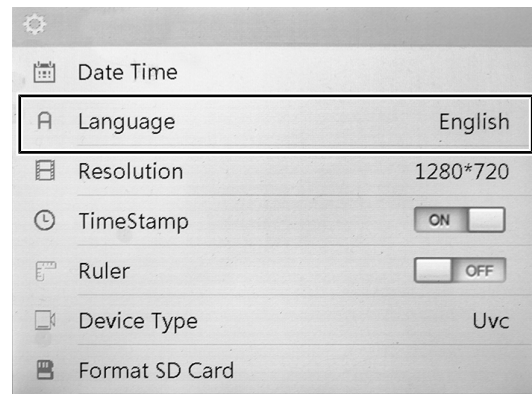 Date Time
A Language English
Resolution 1280*720
TimeStamp ON
Ruler OFF
Device Type Uvc
Format SD Card